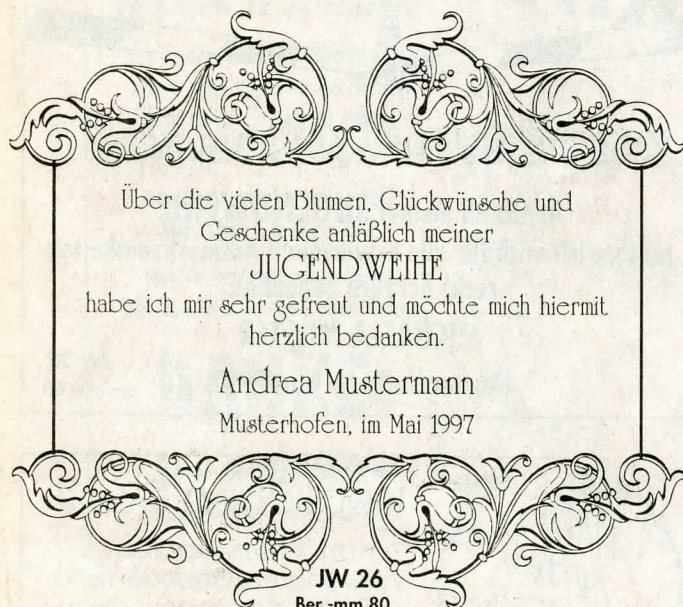 Über die vielen Blumen, Glückwünsche und
Geschenke anläßlich meiner
JUGENDWEIHE
habe ich mir sehr gefreut und möchte mich hiermit
herzlich bedanken.
Andrea Mustermann
Musterhofen, im Mai 1997
JW 26
Ber.-mm 80